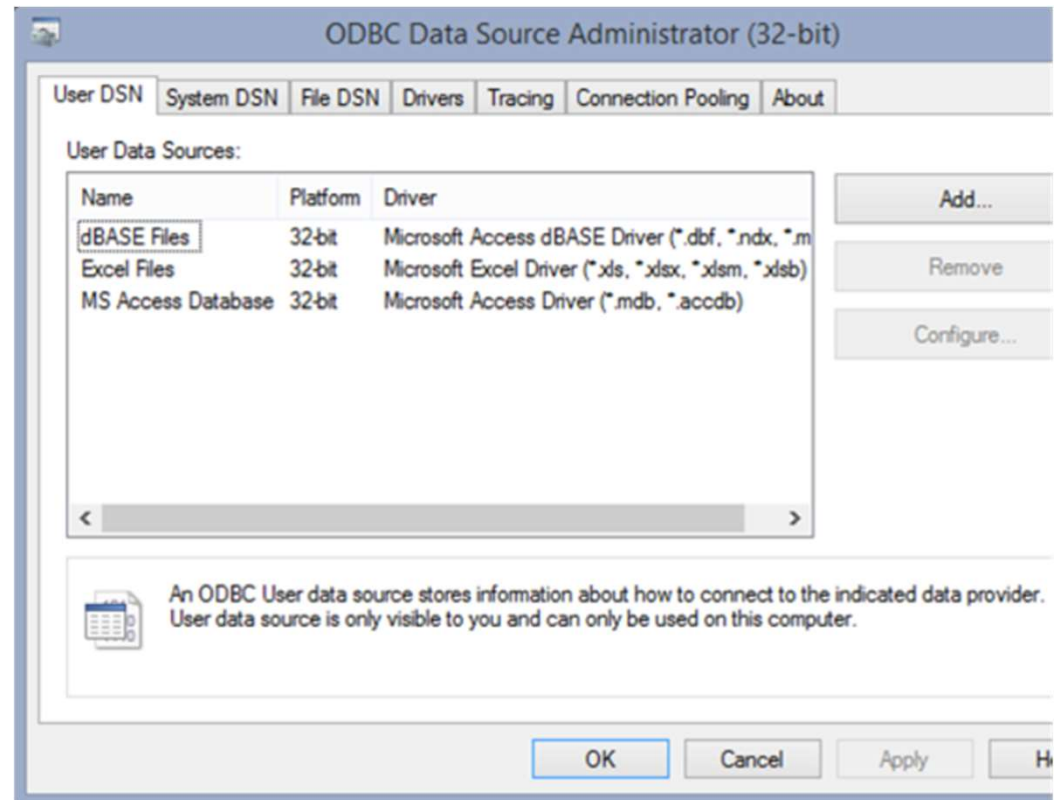 ODBC Data Source Administrator (32-bit)
User DSN System DSN File DSN Drivers Tracing Connection Pooling About
User Data Sources:
Name Platform Driver
dBASE Files 32-bit Microsoft Access dBASE Driver (*.dbf, *.ndx, *.m
Excel Files 32-bit Microsoft Excel Driver (*.xls, *.xlsx, *.xlsm, *.xlsb)
MS Access Database 32-bit Microsoft Access Driver (*.mdb, *.accdb)
Add...
Remove
Configure...
An ODBC User data source stores information about how to connect to the indicated data provider.
User data source is only visible to you and can only be used on this computer.
OK Cancel Apply